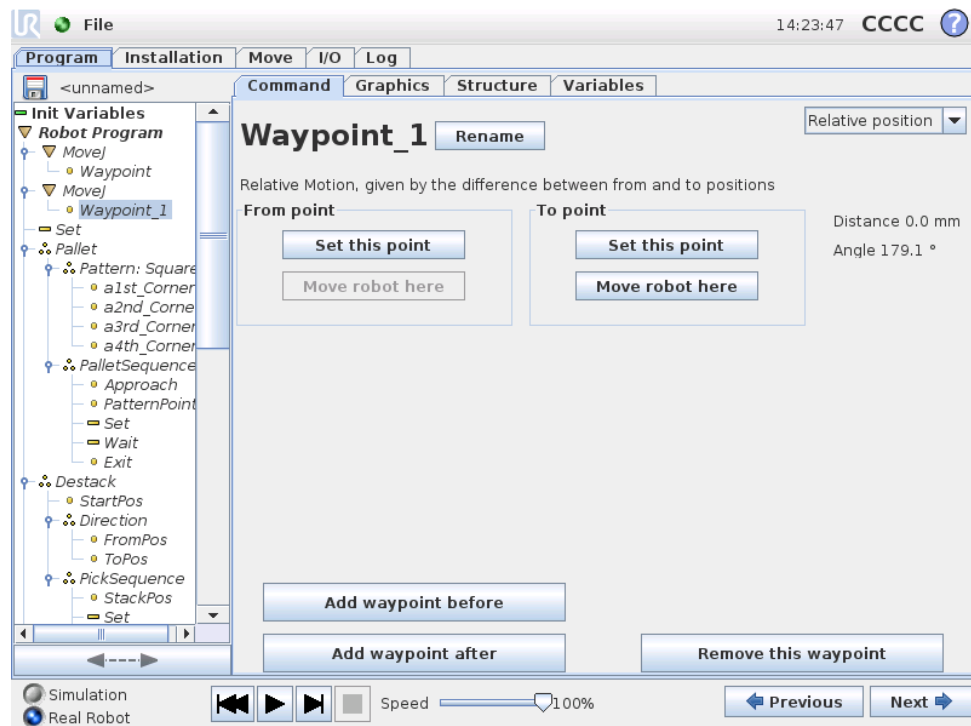 UR File 14:23:47 CCCC ?
Program Installation Move I/O Log
<unnamed> Command Graphics Structure Variables
Init Variables
Robot Program
MoveJ
Waypoint
MoveJ
Waypoint_1
Set
Pallet
Pattern: Square
a1st_Corner
a2nd_Corne
a3rd_Corner
a4th_Corner
PalletSequence
Approach
PatternPoint
Set
Wait
Exit
Destack
StartPos
Direction
FromPos
ToPos
PickSequence
StackPos
Set
Waypoint_1 Rename Relative position
Relative Motion, given by the difference between from and to positions
From point To point
Set this point Set this point Distance 0.0 mm
Angle 179.1 °
Move robot here Move robot here
Add waypoint before
Add waypoint after Remove this waypoint
Simulation
Real Robot
Speed 100% Previous Next